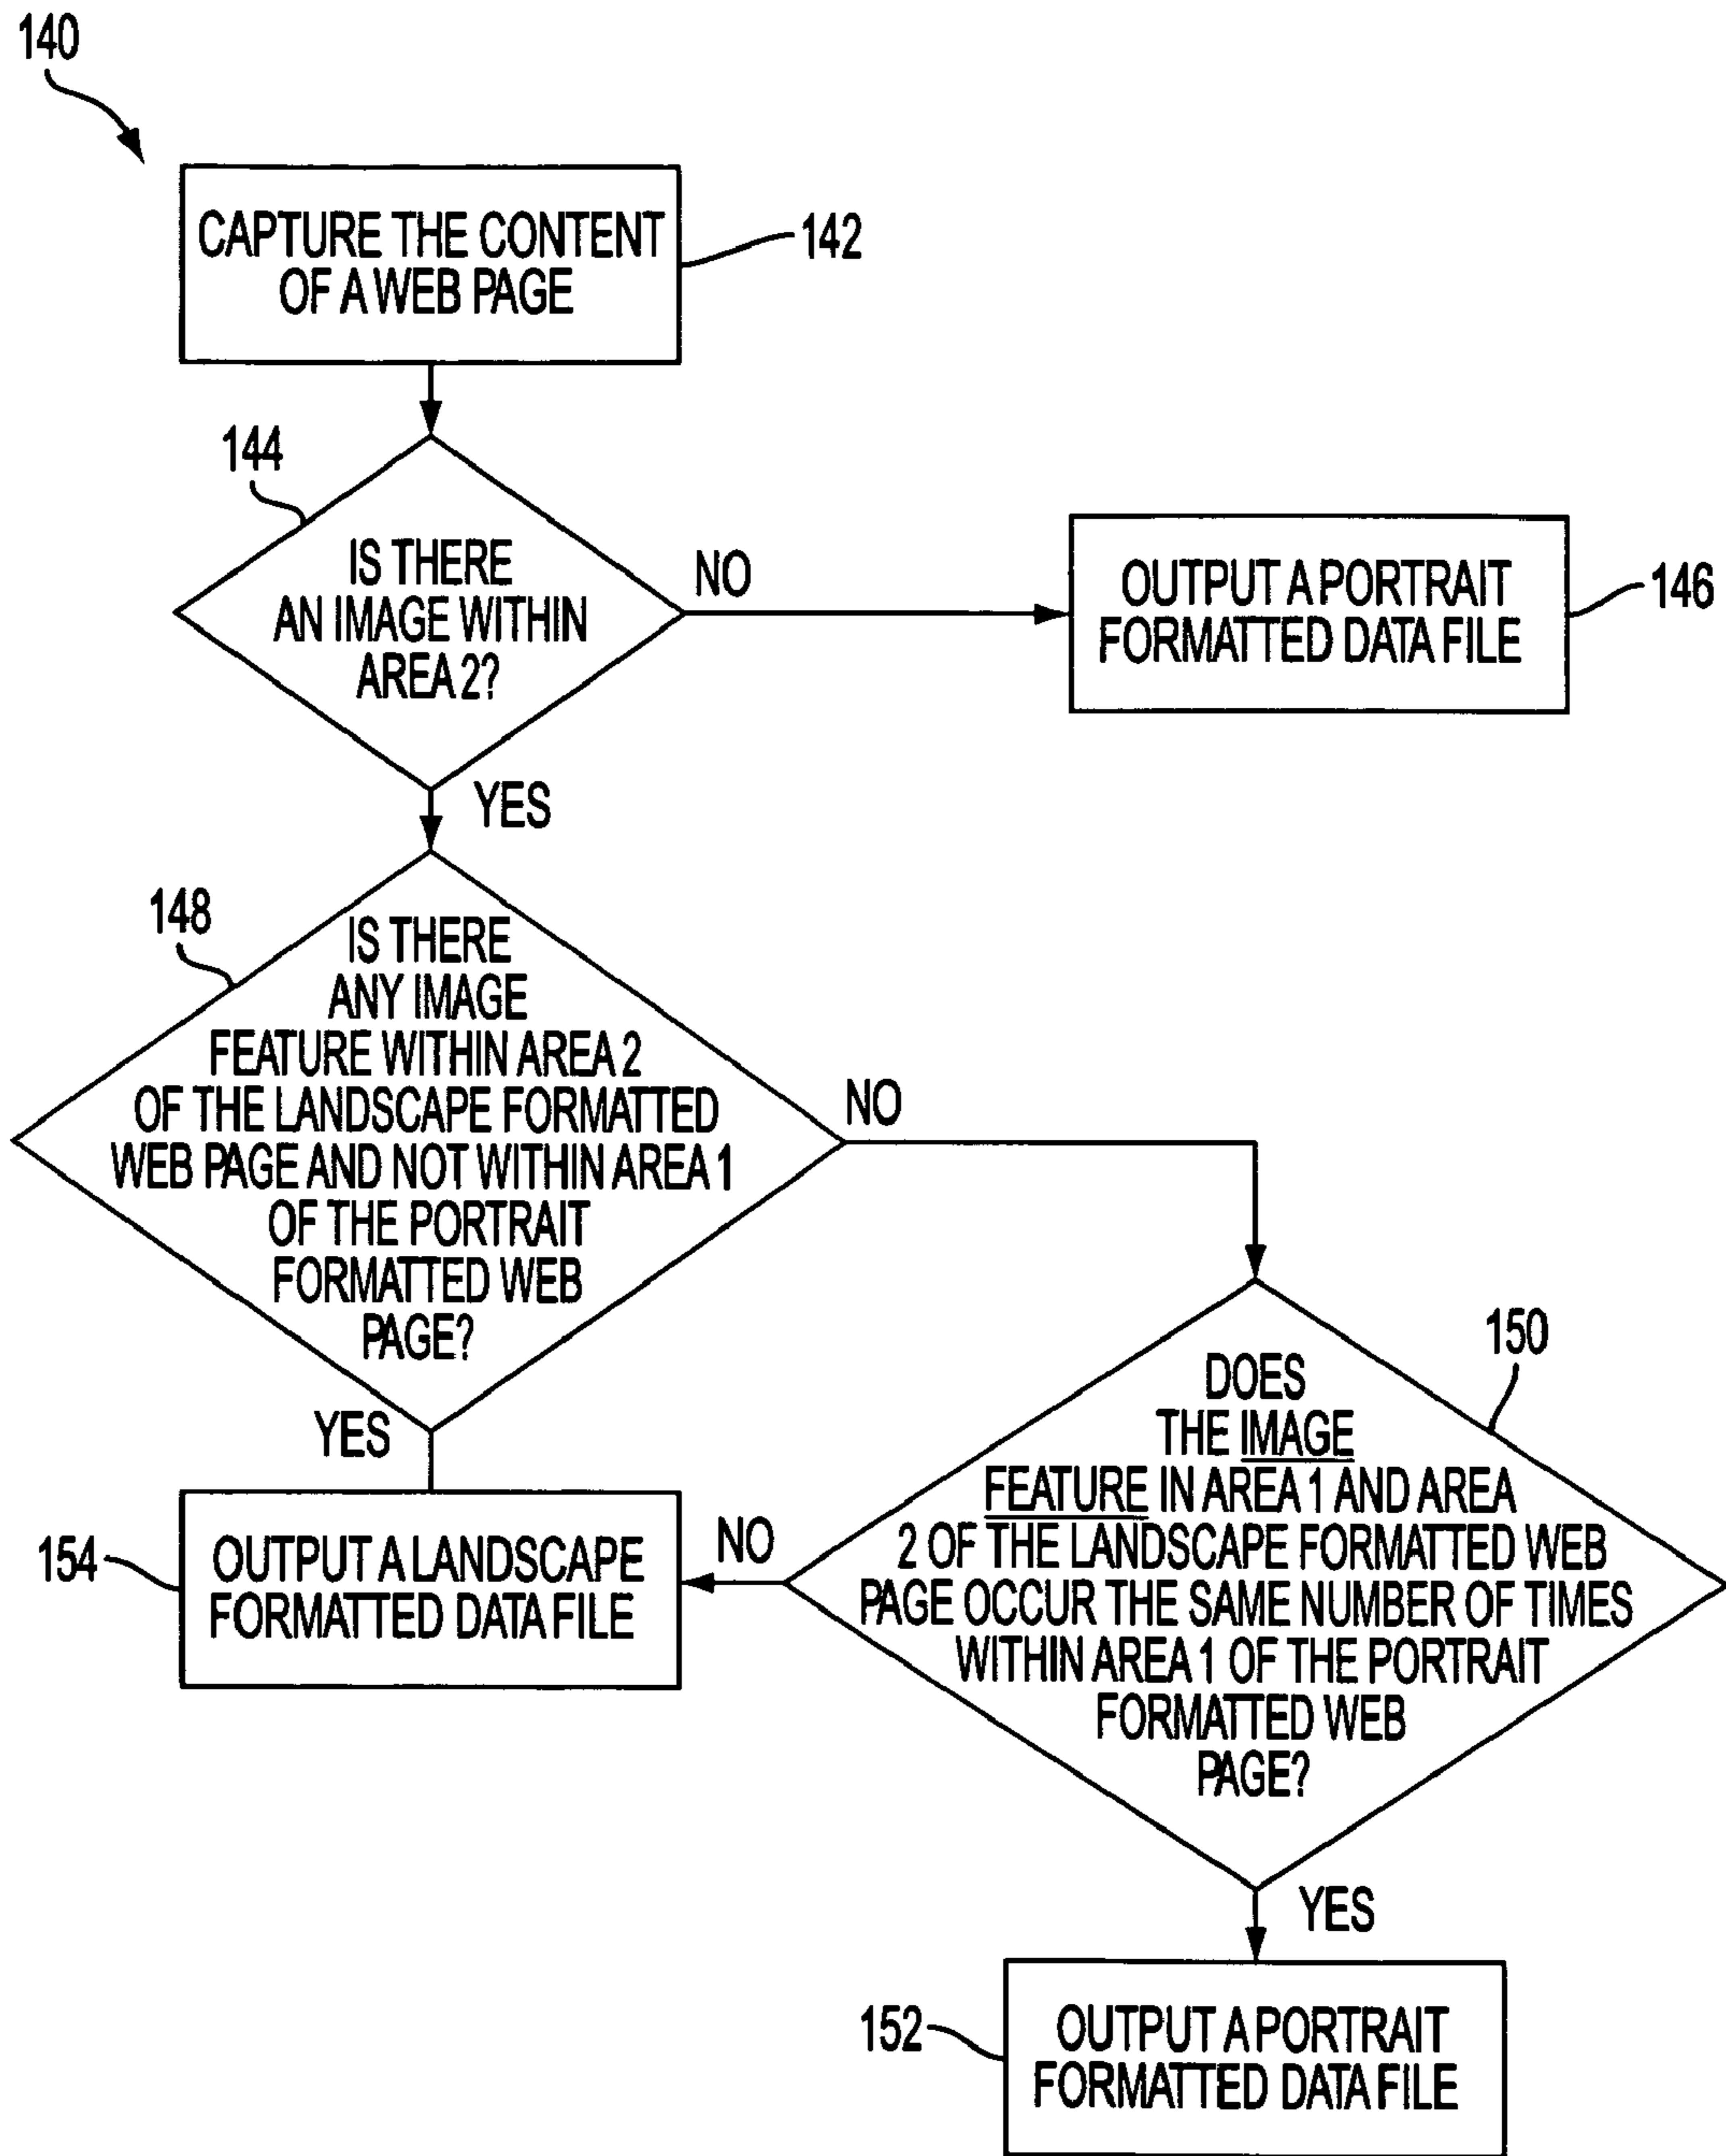 140
CAPTURE THE CONTENT
OF A WEB PAGE
142
144
IS THERE
AN IMAGE WITHIN
AREA 2?
NO
OUTPUT A PORTRAIT
FORMATTED DATA FILE
146
YES
148
IS THERE
ANY IMAGE
FEATURE WITHIN AREA 2
OF THE LANDSCAPE FORMATTED
WEB PAGE AND NOT WITHIN AREA 1
OF THE PORTRAIT
FORMATTED WEB
PAGE?
NO
YES
150
DOES
THE IMAGE
FEATURE IN AREA 1 AND AREA
2 OF THE LANDSCAPE FORMATTED WEB
PAGE OCCUR THE SAME NUMBER OF TIMES
WITHIN AREA 1 OF THE PORTRAIT
FORMATTED WEB
PAGE?
NO
154
OUTPUT A LANDSCAPE
FORMATTED DATA FILE
YES
152
OUTPUT A PORTRAIT
FORMATTED DATA FILE